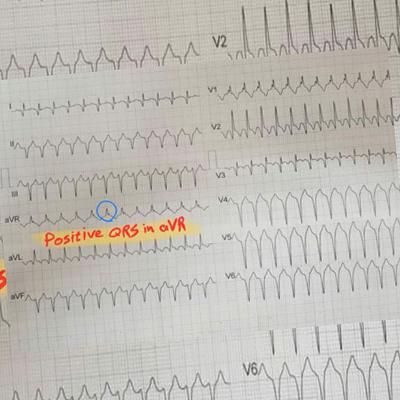 V2
I
V1
II
V2
III
V3
aVR
V4
Positive QRS in aVR
aVL
V5
S
aVF
V6
V6